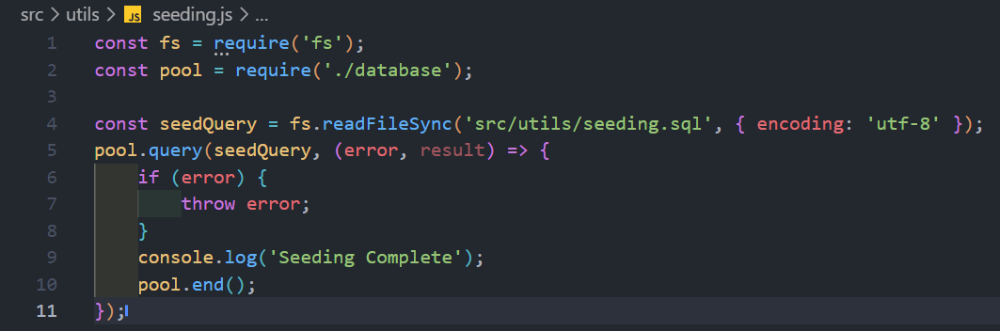 src > utils > JS seeding.js > ...
1 const fs = require('fs');
2 const pool = require('./database');
3
4 const seedQuery = fs.readFileSync('src/utils/seeding.sql', { encoding: 'utf-8' });
5 pool.query(seedQuery, (error, result) => {
6     if (error) {
7         throw error;
8     }
9     console.log('Seeding Complete');
10     pool.end();
11 });